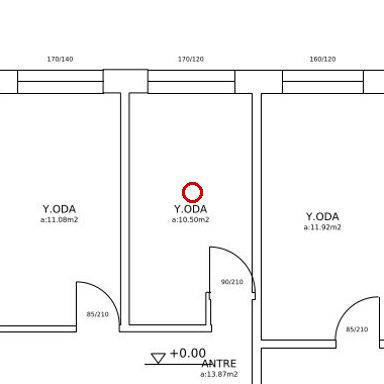 170/140
170/120
160/120
Y.ODA
a:11.08m2
Y.ODA
a:10.50m2
Y.ODA
a:11.92m2
90/210
85/210
85/210
+0.00
ANTRE
a:13.87m2